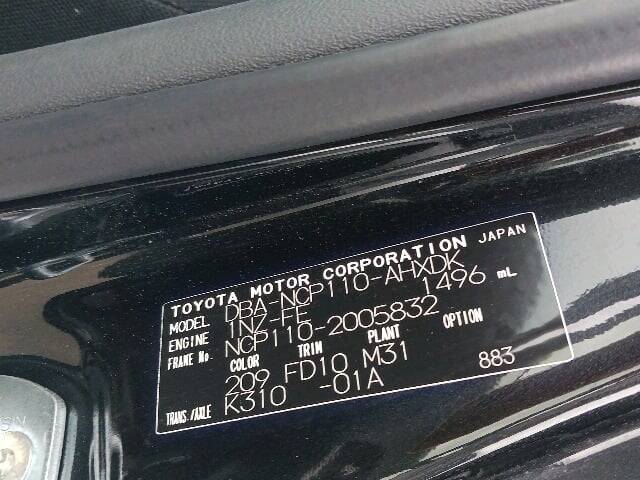 TOYOTA MOTOR CORPORATION JAPAN
MODEL DBA-NCP110-AHXDK
ENGINE 1NZ-FE 1496 mL
FRAME No. NCP110-2005832
COLOR TRIM PLANT OPTION
209 FD10 M31 883
TRANS./AXLE K310 -01A